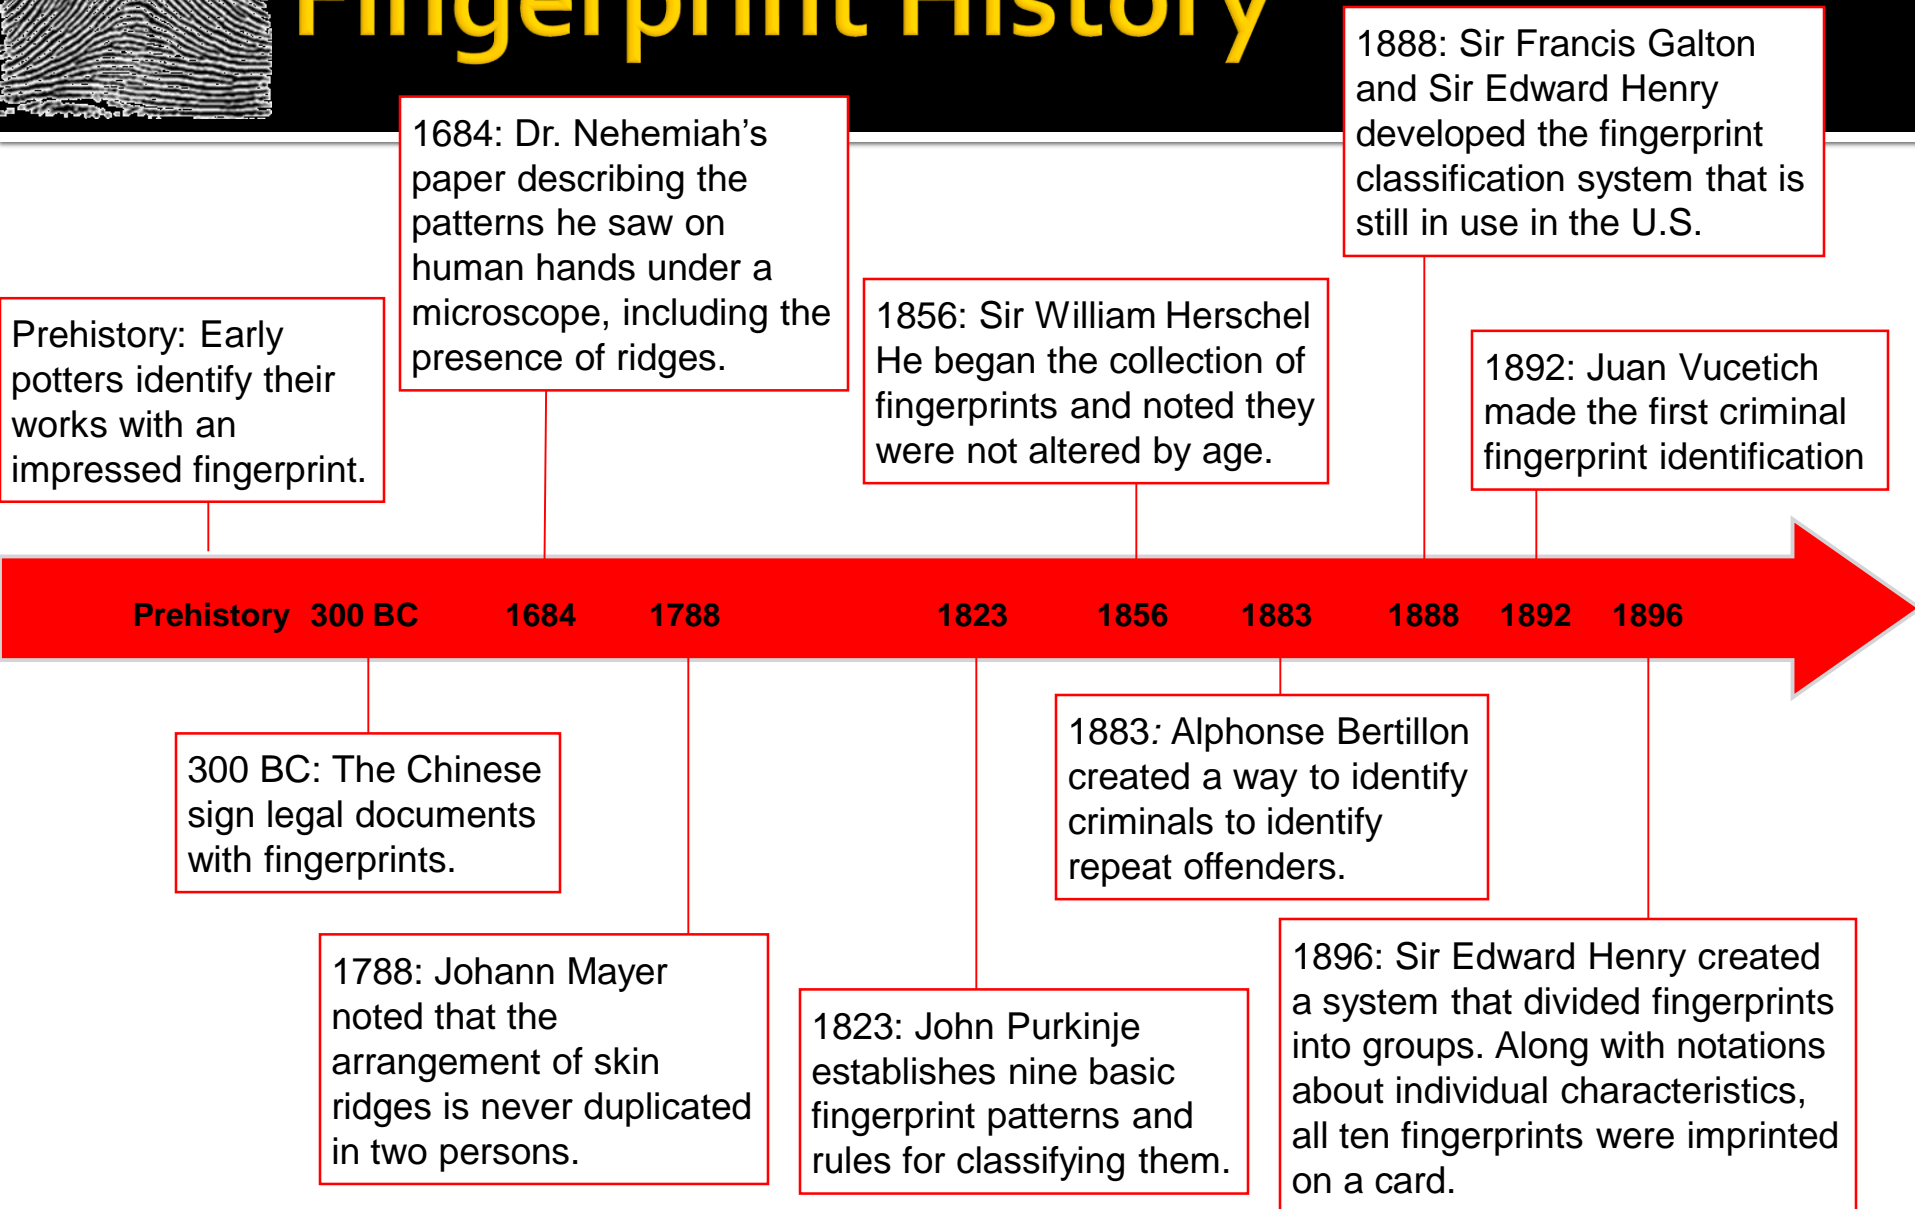 Fingerprint History
1888: Sir Francis Galton
and Sir Edward Henry
developed the fingerprint
classification system that is
still in use in the U.S.
1684: Dr. Nehemiah’s
paper describing the
patterns he saw on
human hands under a
microscope, including the
presence of ridges.
1856: Sir William Herschel
He began the collection of
fingerprints and noted they
were not altered by age.
Prehistory: Early
potters identify their
works with an
impressed fingerprint.
1892: Juan Vucetich
made the first criminal
fingerprint identification
Prehistory 300 BC 1684 1788 1823 1856 1883 1888 1892 1896
300 BC: The Chinese
sign legal documents
with fingerprints.
1883: Alphonse Bertillon
created a way to identify
criminals to identify
repeat offenders.
1788: Johann Mayer
noted that the
arrangement of skin
ridges is never duplicated
in two persons.
1823: John Purkinje
establishes nine basic
fingerprint patterns and
rules for classifying them.
1896: Sir Edward Henry created
a system that divided fingerprints
into groups. Along with notations
about individual characteristics,
all ten fingerprints were imprinted
on a card.